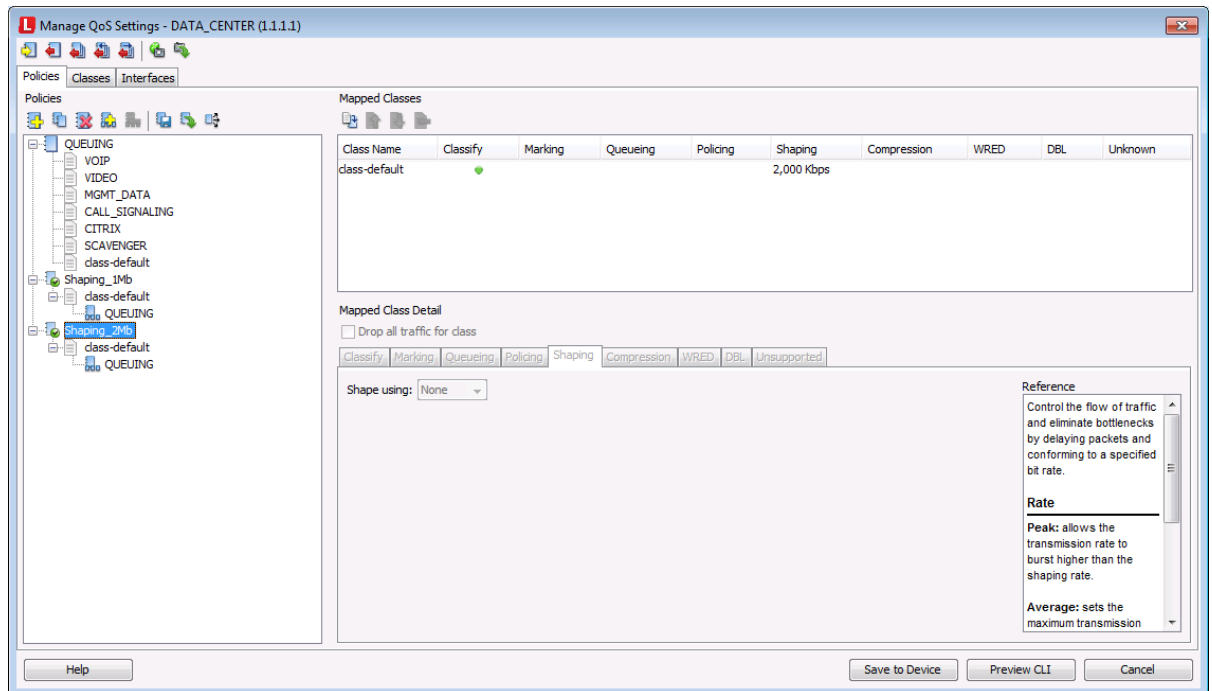 L Manage QoS Settings - DATA_CENTER (1.1.1.1)
Policies Classes Interfaces
Policies
QUEUING
VOIP
VIDEO
MGMT_DATA
CALL_SIGNALING
CITRIX
SCAVENGER
class-default
Shaping_1Mb
class-default
QUEUING
Shaping_2Mb
class-default
QUEUING
Mapped Classes
Class Name Classify Marking Queueing Policing Shaping Compression WRED DBL Unknown
class-default 2,000 Kbps
Mapped Class Detail
Drop all traffic for class
Classify Marking Queueing Policing Shaping Compression WRED DBL Unsupported
Shape using: None
Reference
Control the flow of traffic
and eliminate bottlenecks
by delaying packets and
conforming to a specified
bit rate.
Rate
Peak: allows the
transmission rate to
burst higher than the
shaping rate.
Average: sets the
maximum transmission
Help Save to Device Preview CLI Cancel